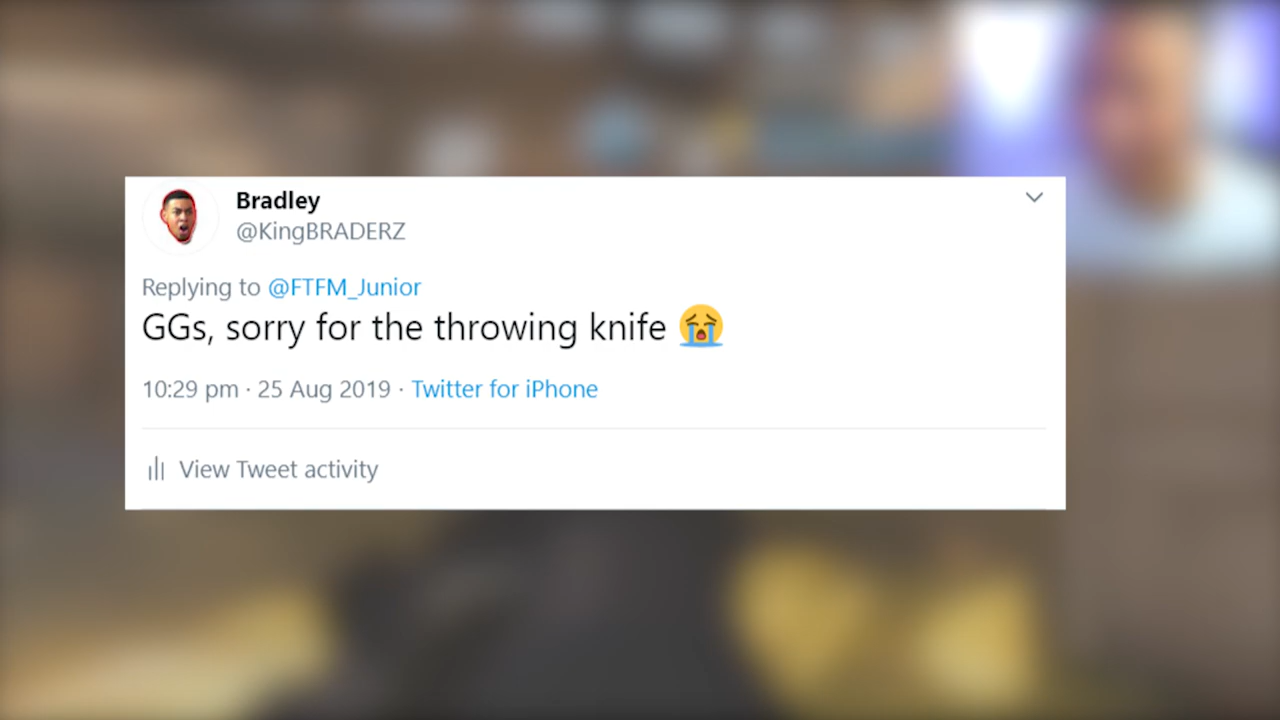 Bradley
@KingBRADERZ
Replying to @FTFM_Junior
GGs, sorry for the throwing knife 😭
10:29 pm · 25 Aug 2019 · Twitter for iPhone
View Tweet activity